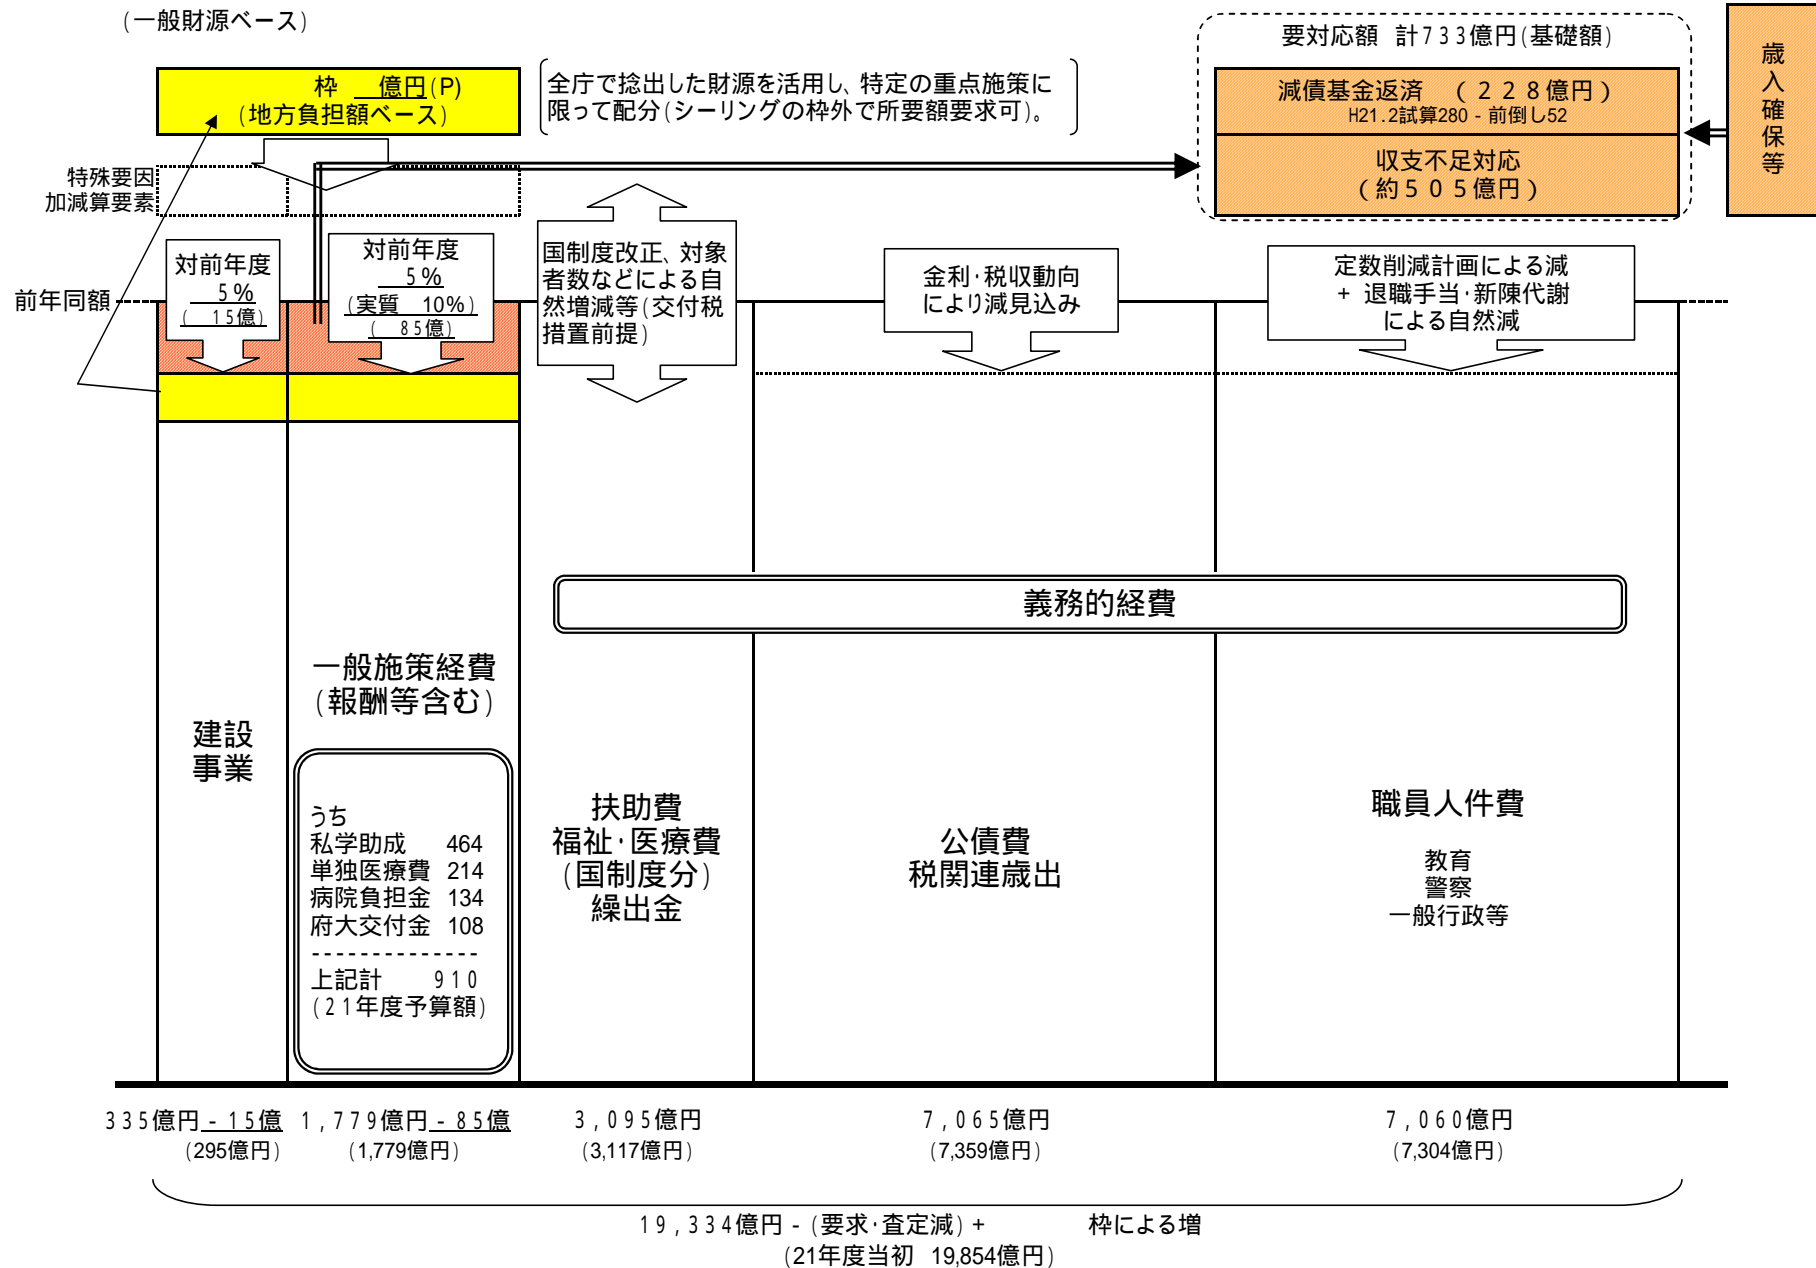 (一般財源ベース)
枠　億円(P)
(地方負担額ベース)
全庁で捻出した財源を活用し、特定の重点施策に
限って配分(シーリングの枠外で所要額要求可)。
要対応額 計733億円(基礎額)
減債基金返済 (228億円)
H21.2試算280 - 前倒し52
収支不足対応
(約505億円)
歳入確保等
特殊要因
加減算要素
前年同額
対前年度
5%
( 15億)
対前年度
5%
(実質 10%)
( 85億)
国制度改正、対象
者数などによる自
然増減等(交付税
措置前提)
金利・税収動向
により減見込み
定数削減計画による減
+ 退職手当・新陳代謝
による自然減
義務的経費
建設
事業
一般施策経費
(報酬等含む)
うち
私学助成 464
単独医療費 214
病院負担金 134
府大交付金 108
--------------
上記計 910
(21年度予算額)
扶助費
福祉・医療費
(国制度分)
繰出金
公債費
税関連歳出
職員人件費
教育
警察
一般行政等
335億円 - 15億
(295億円)
1,779億円 - 85億
(1,779億円)
3,095億円
(3,117億円)
7,065億円
(7,359億円)
7,060億円
(7,304億円)
19,334億円 - (要求・査定減) +　　枠による増
(21年度当初 19,854億円)